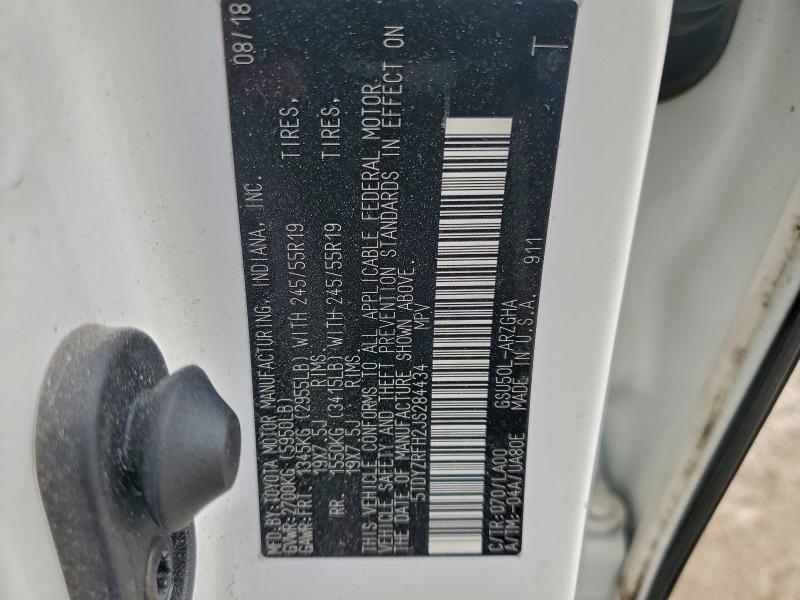 MFD. BY: TOYOTA MOTOR MANUFACTURING, INDIANA, INC. 08/18
GVWR: 2700KG (5950LB)
GAWR: FRT. 1345KG (2955LB) WITH 245/55R19 TIRES,
19X7.5J RIMS
RR. 1550KG (3415LB) WITH 245/55R19 TIRES,
19X7.5J RIMS
THIS VEHICLE CONFORMS TO ALL APPLICABLE FEDERAL MOTOR
VEHICLE SAFETY AND THEFT PREVENTION STANDARDS IN EFFECT ON
THE DATE OF MANUFACTURE SHOWN ABOVE.
5TDYZRFH2JS284434 MPV
C/TR: 070/LA00 GSU50L-ARZGHA
A/TM: -04A/UA80E MADE IN U.S.A. 911 T